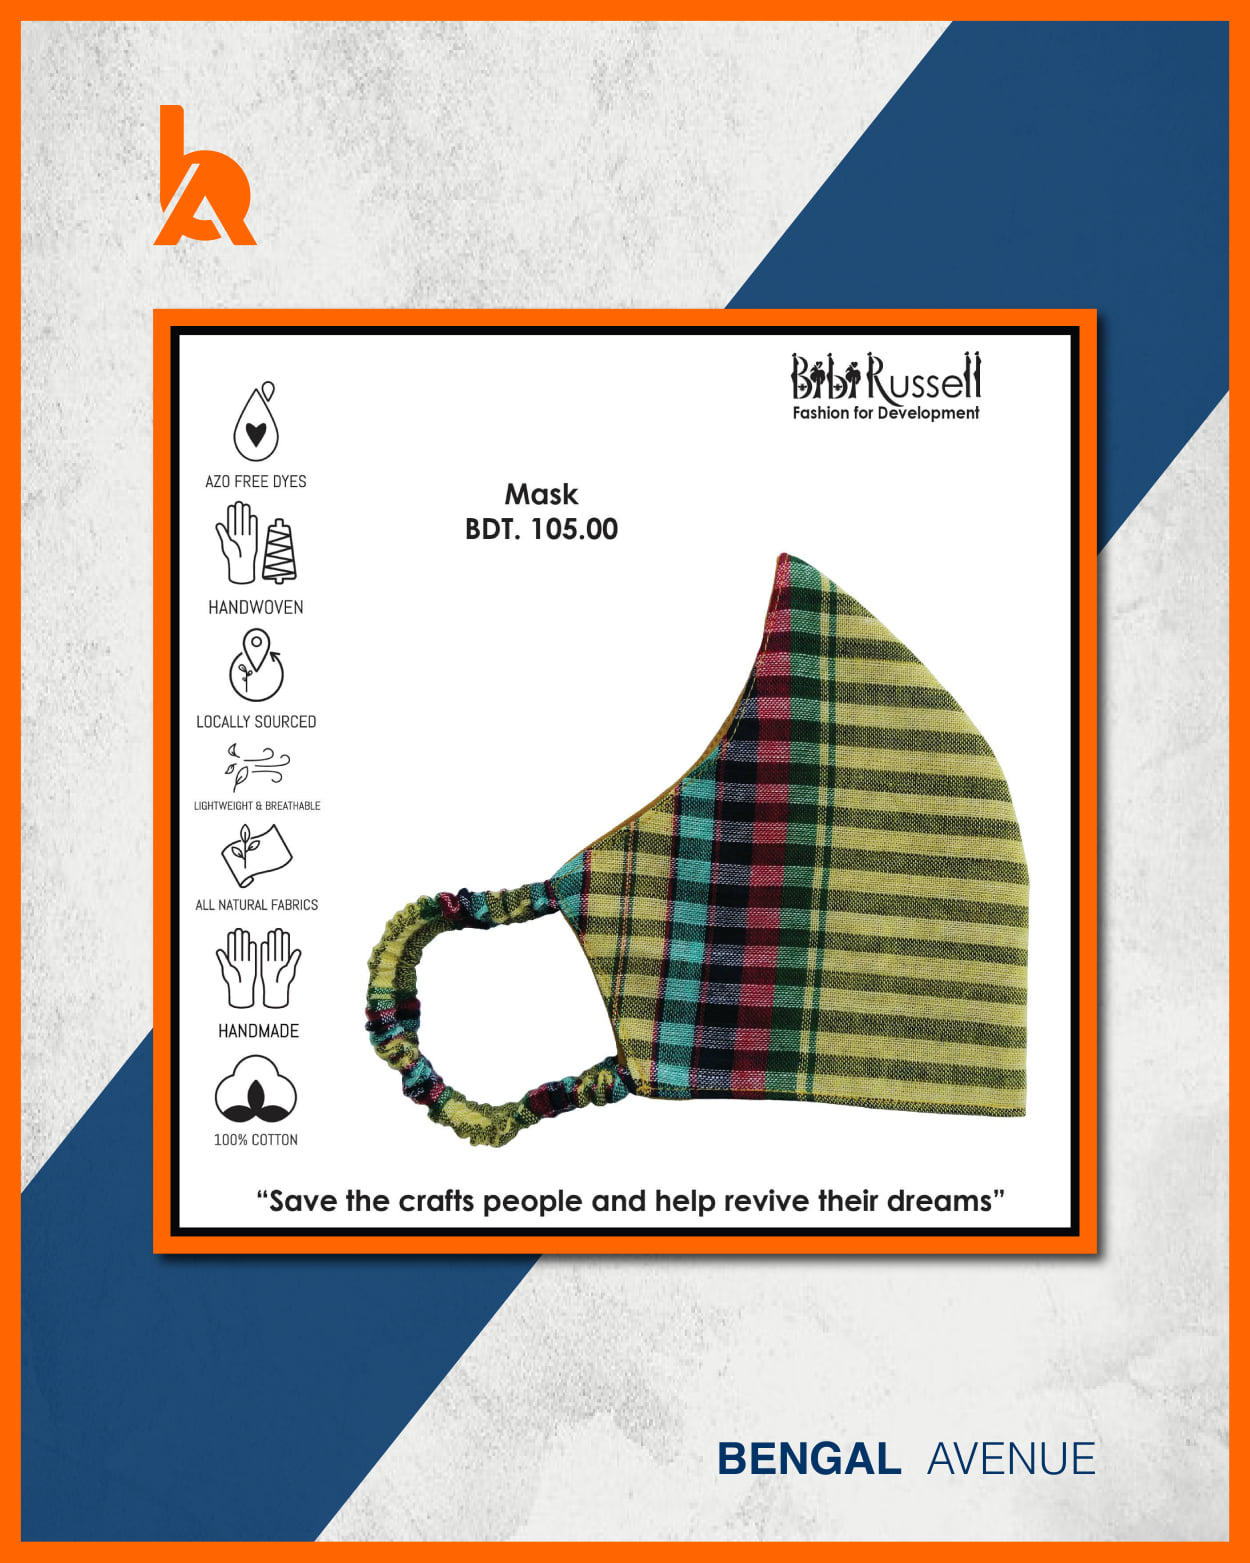 Bibi Russell
Fashion for Development
Mask
BDT. 105.00
AZO FREE DYES
HANDWOVEN
LOCALLY SOURCED
LIGHTWEIGHT & BREATHABLE
ALL NATURAL FABRICS
HANDMADE
100% COTTON
“Save the crafts people and help revive their dreams”
BENGAL AVENUE